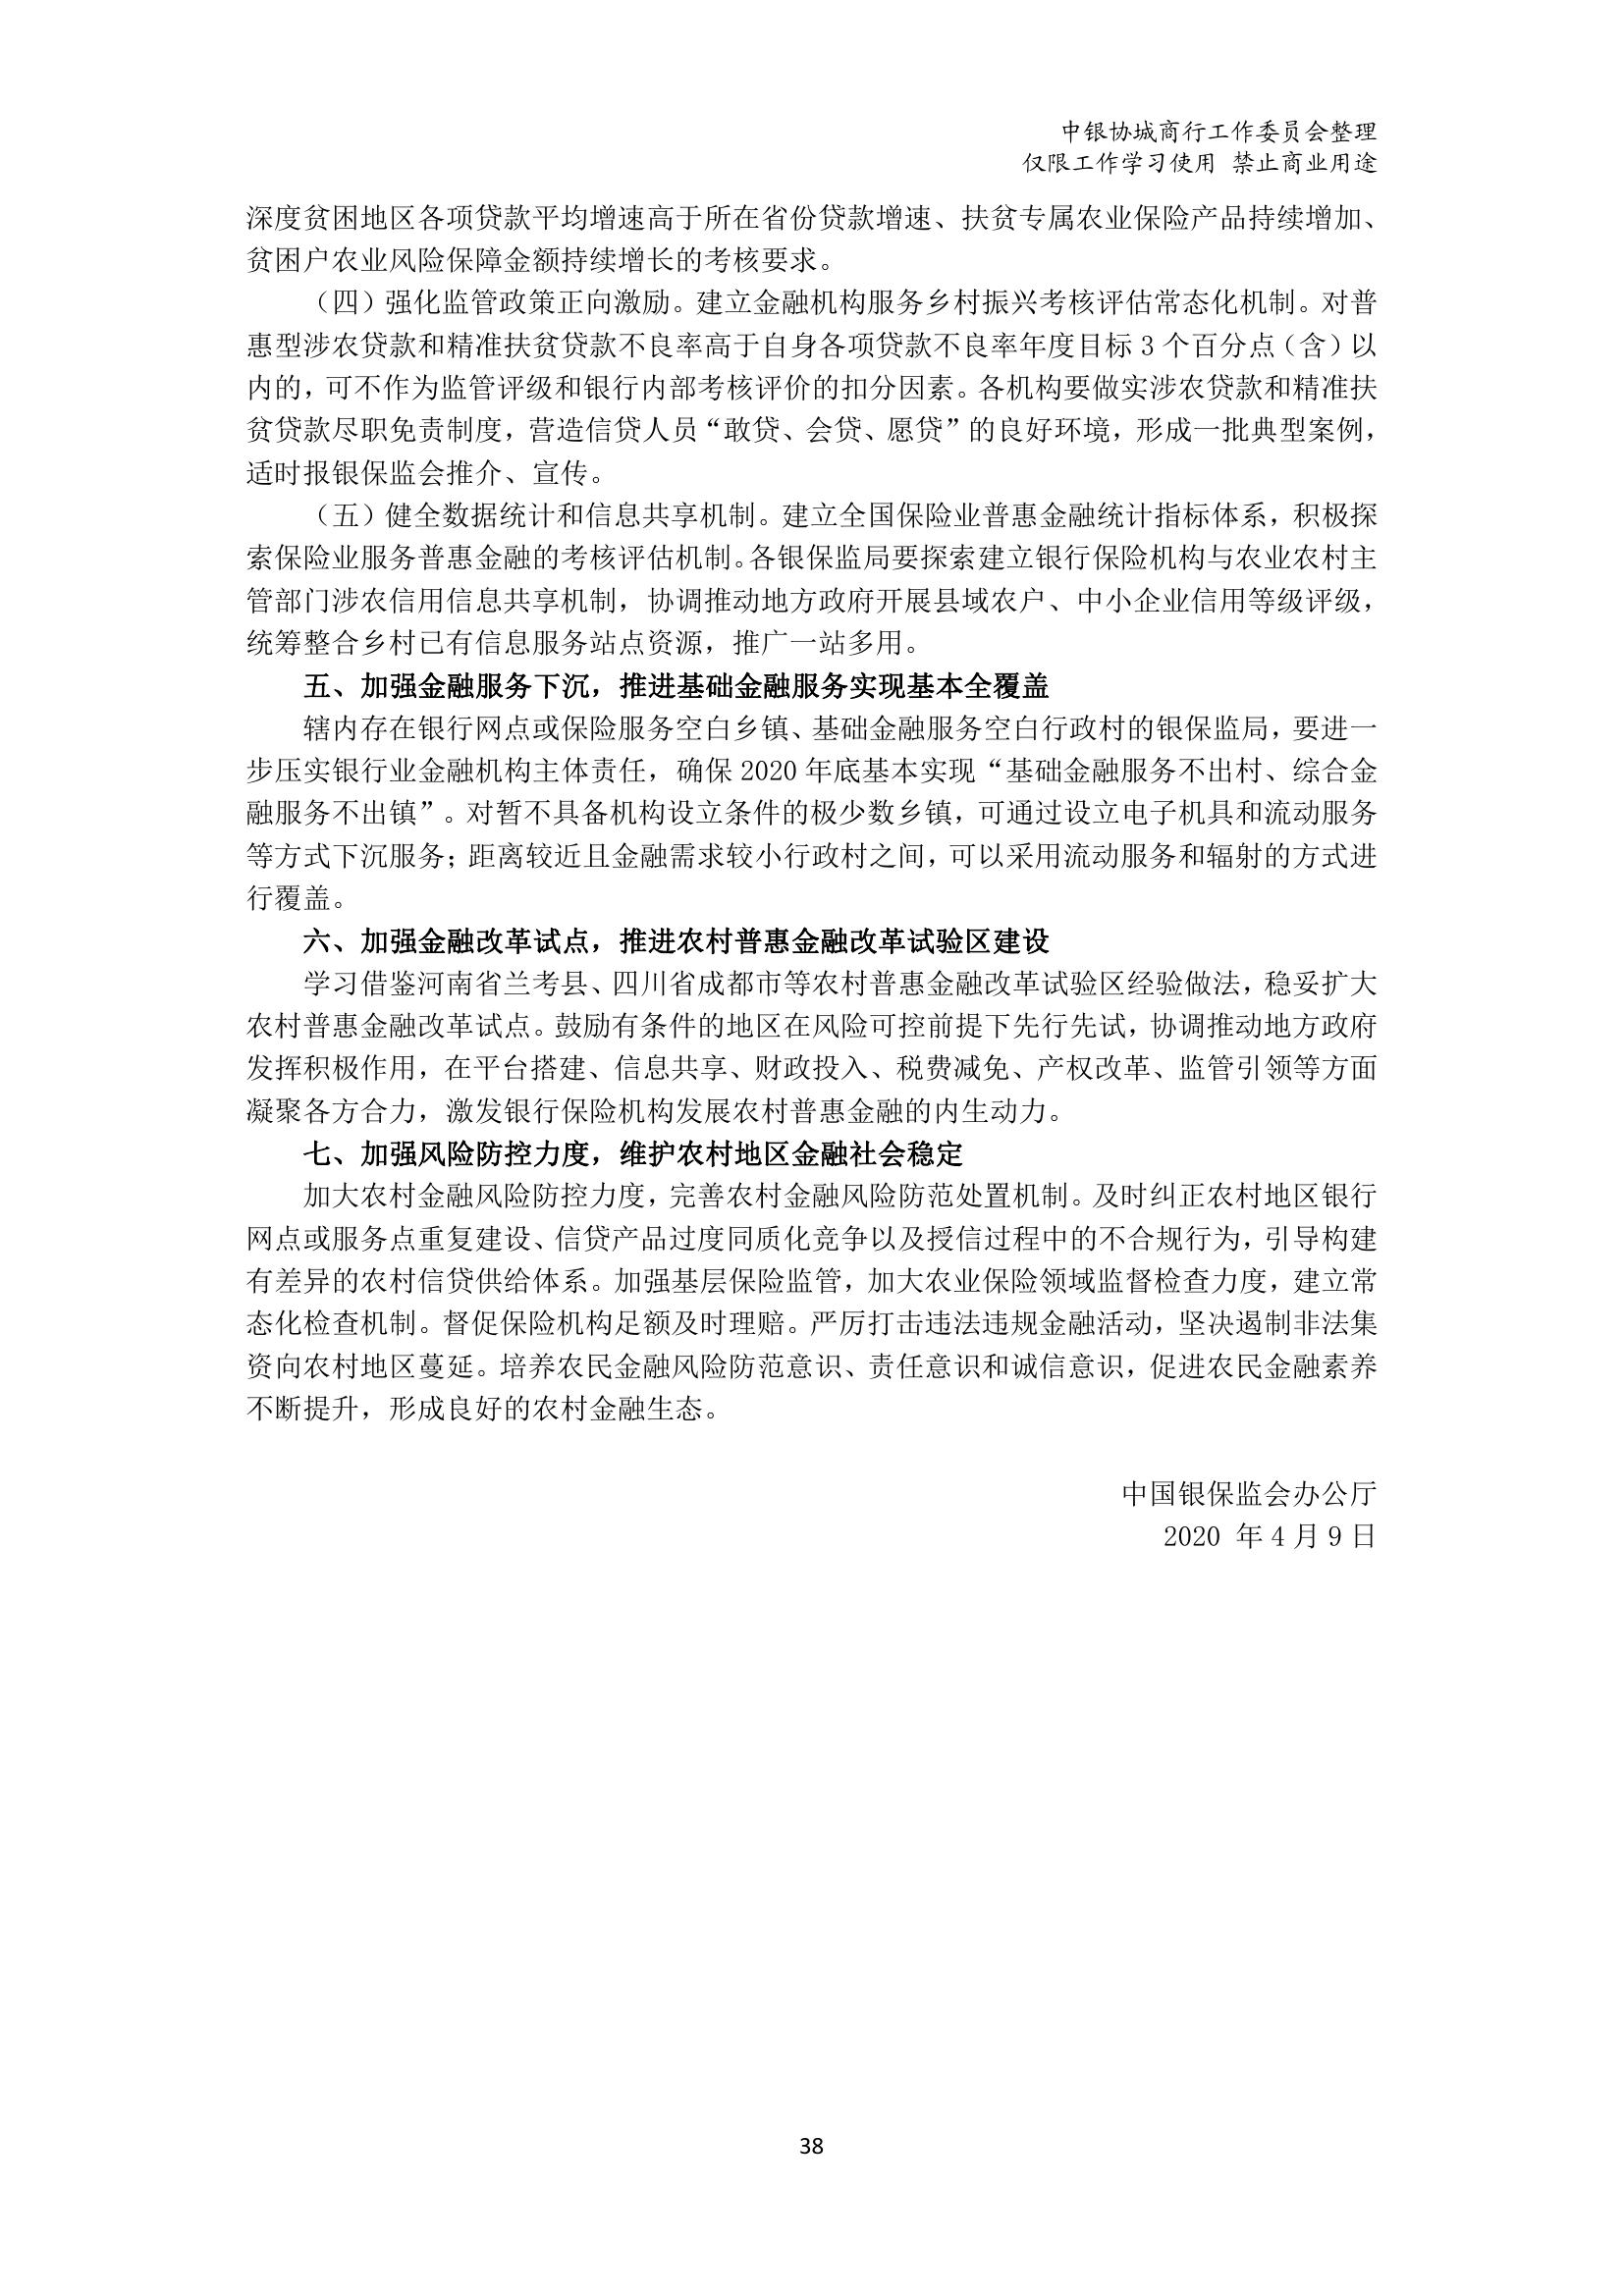 中银协城商行工作委员会整理
仅限工作学习使用 禁止商业用途
深度贫困地区各项贷款平均增速高于所在省份贷款增速、扶贫专属农业保险产品持续增加、
贫困户农业风险保障金额持续增长的考核要求。
（四）强化监管政策正向激励。建立金融机构服务乡村振兴考核评估常态化机制。对普
惠型涉农贷款和精准扶贫贷款不良率高于自身各项贷款不良率年度目标 3 个百分点（含）以
内的，可不作为监管评级和银行内部考核评价的扣分因素。各机构要做实涉农贷款和精准扶
贫贷款尽职免责制度，营造信贷人员“敢贷、会贷、愿贷”的良好环境，形成一批典型案例，
适时报银保监会推介、宣传。
（五）健全数据统计和信息共享机制。建立全国保险业普惠金融统计指标体系，积极探
索保险业服务普惠金融的考核评估机制。各银保监局要探索建立银行保险机构与农业农村主
管部门涉农信用信息共享机制，协调推动地方政府开展县域农户、中小企业信用等级评级，
统筹整合乡村已有信息服务站点资源，推广一站多用。
五、加强金融服务下沉，推进基础金融服务实现基本全覆盖
辖内存在银行网点或保险服务空白乡镇、基础金融服务空白行政村的银保监局，要进一
步压实银行业金融机构主体责任，确保 2020 年底基本实现“基础金融服务不出村、综合金
融服务不出镇”。对暂不具备机构设立条件的极少数乡镇，可通过设立电子机具和流动服务
等方式下沉服务；距离较近且金融需求较小行政村之间，可以采用流动服务和辐射的方式进
行覆盖。
六、加强金融改革试点，推进农村普惠金融改革试验区建设
学习借鉴河南省兰考县、四川省成都市等农村普惠金融改革试验区经验做法，稳妥扩大
农村普惠金融改革试点。鼓励有条件的地区在风险可控前提下先行先试，协调推动地方政府
发挥积极作用，在平台搭建、信息共享、财政投入、税费减免、产权改革、监管引领等方面
凝聚各方合力，激发银行保险机构发展农村普惠金融的内生动力。
七、加强风险防控力度，维护农村地区金融社会稳定
加大农村金融风险防控力度，完善农村金融风险防范处置机制。及时纠正农村地区银行
网点或服务点重复建设、信贷产品过度同质化竞争以及授信过程中的不合规行为，引导构建
有差异的农村信贷供给体系。加强基层保险监管，加大农业保险领域监督检查力度，建立常
态化检查机制。督促保险机构足额及时理赔。严厉打击违法违规金融活动，坚决遏制非法集
资向农村地区蔓延。培养农民金融风险防范意识、责任意识和诚信意识，促进农民金融素养
不断提升，形成良好的农村金融生态。
中国银保监会办公厅
2020 年 4 月 9 日
38